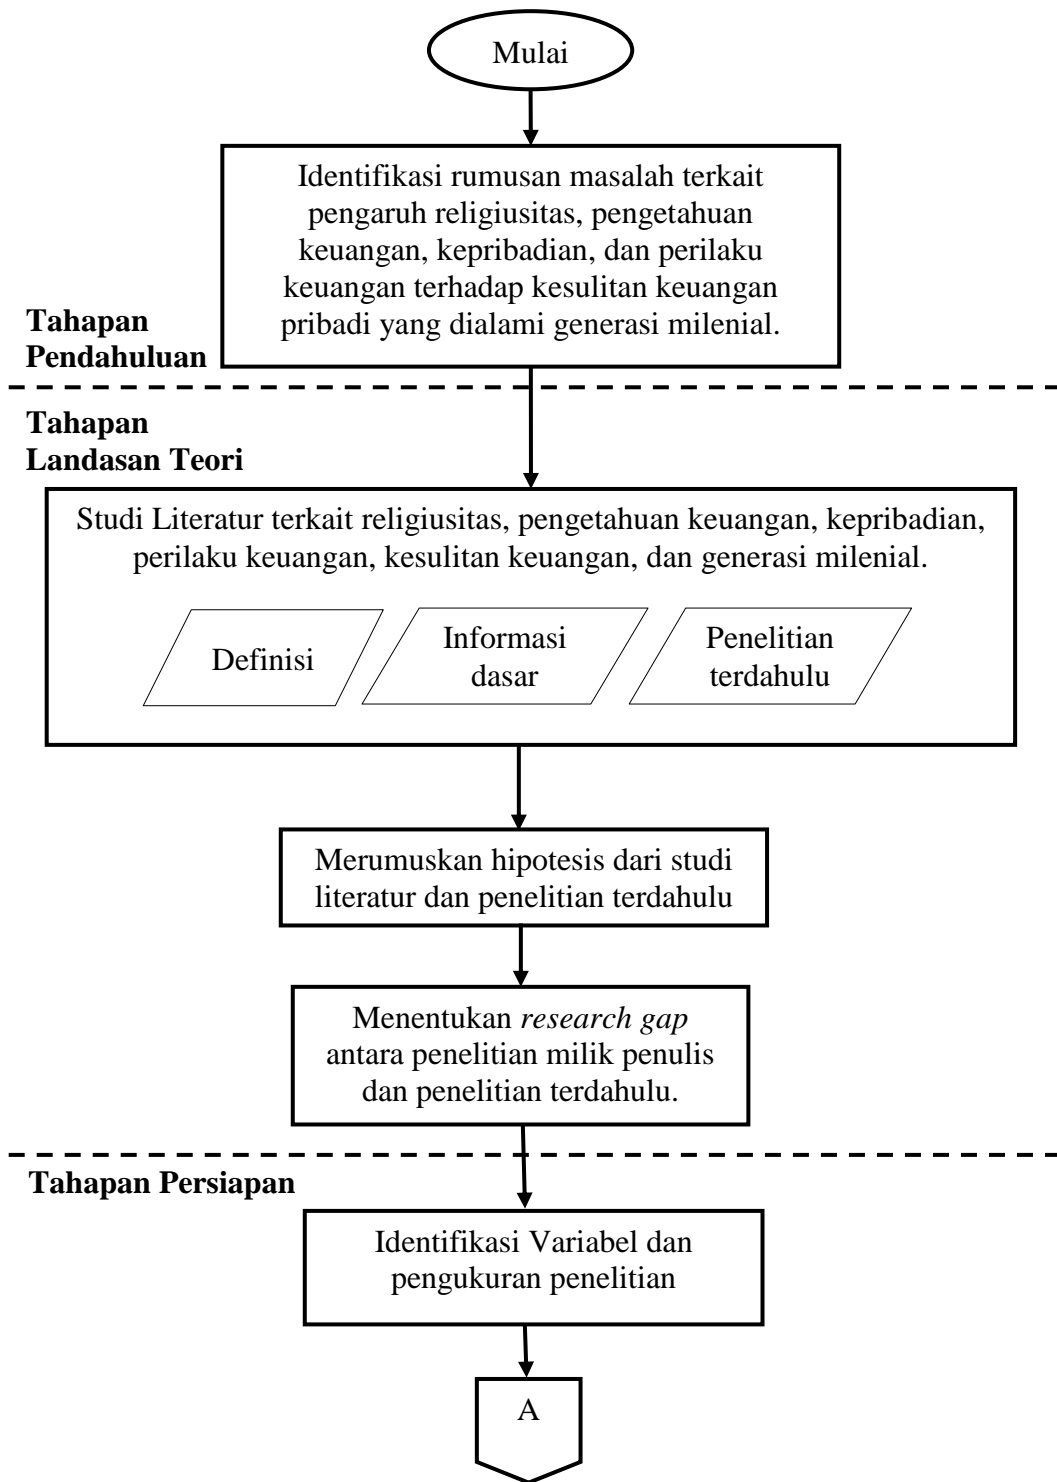 Mulai
Identifikasi rumusan masalah terkait
pengaruh religiusitas, pengetahuan
keuangan, kepribadian, dan perilaku
keuangan terhadap kesulitan keuangan
pribadi yang dialami generasi milenial.
Tahapan
Pendahuluan
Tahapan
Landasan Teori
Studi Literatur terkait religiusitas, pengetahuan keuangan, kepribadian,
perilaku keuangan, kesulitan keuangan, dan generasi milenial.
Definisi
Informasi
dasar
Penelitian
terdahulu
Merumuskan hipotesis dari studi
literatur dan penelitian terdahulu
Menentukan research gap
antara penelitian milik penulis
dan penelitian terdahulu.
Tahapan Persiapan
Identifikasi Variabel dan
pengukuran penelitian
A